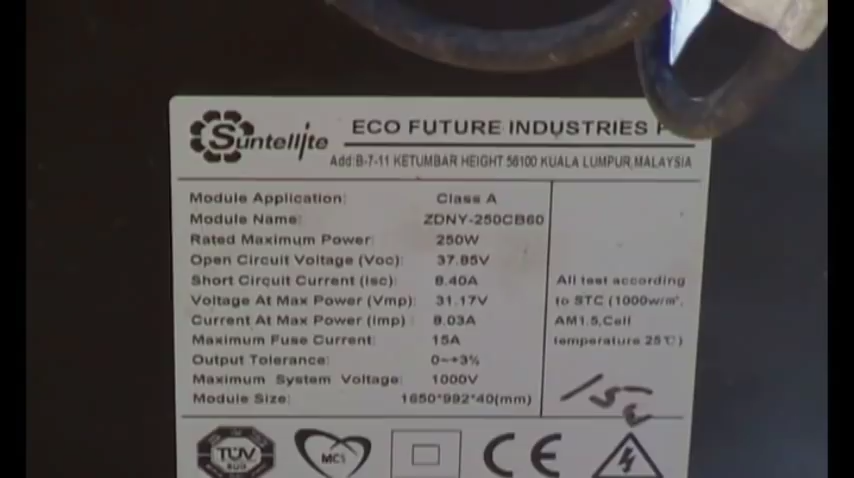 Suntellite
ECO FUTURE INDUSTRIES
Add:B-7-11 KETUMBAR HEIGHT 56100 KUALA LUMPUR,MALAYSIA
Module Application: Class A
Module Name: ZDNY-250CB60
Rated Maximum Power: 250W
Open Circuit Voltage (Voc): 37.85V
Short Circuit Current (Isc): 8.40A
Voltage At Max Power (Vmp): 31.17V
Current At Max Power (Imp) : 8.03A
Maximum Fuse Current: 15A
Output Tolerance: 0~+3%
Maximum System Voltage: 1000V
Module Size: 1650*992*40(mm)
All test according
to STC (1000w/m²,
AM1.5,Cell
temperature 25℃)
TÜV
SUD
MCS
CE